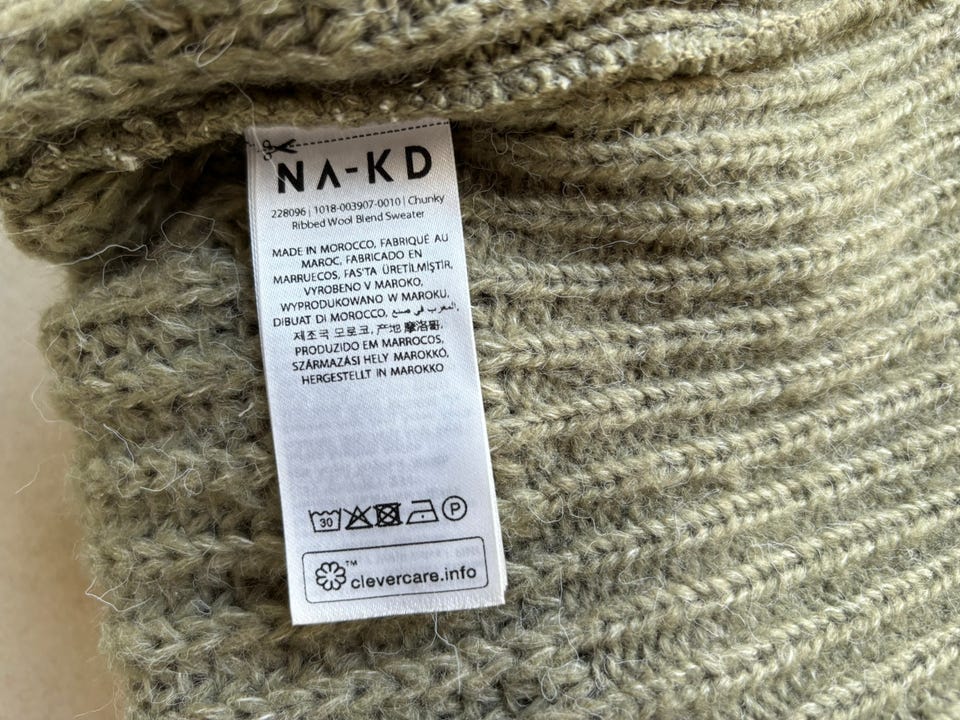 NA-KD
228096 | 1018-003907-0010 | Chunky
Ribbed Wool Blend Sweater
MADE IN MOROCCO, FABRIQUÉ AU
MAROC, FABRICADO EN
MARRUECOS, FAS'TA ÜRETİLMİŞTİR,
VYROBENO V MAROKO,
WYPRODUKOWANO W MAROKU,
DIBUAT DI MOROCCO, المغرب في صنع,
제조국 모로코, 产地 摩洛哥,
PRODUZIDO EM MARROCOS,
SZÁRMAZÁSI HELY MAROKKÓ,
HERGESTELLT IN MAROKKO
30 P
™ clevercare.info